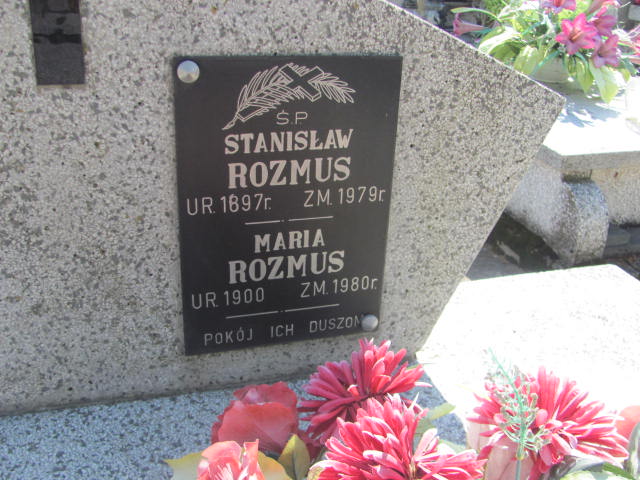 Ś.P.
STANISŁAW
ROZMUS
UR. 1897r. ZM. 1979r.
MARIA
ROZMUS
UR. 1900 ZM. 1980r.
POKÓJ ICH DUSZOM